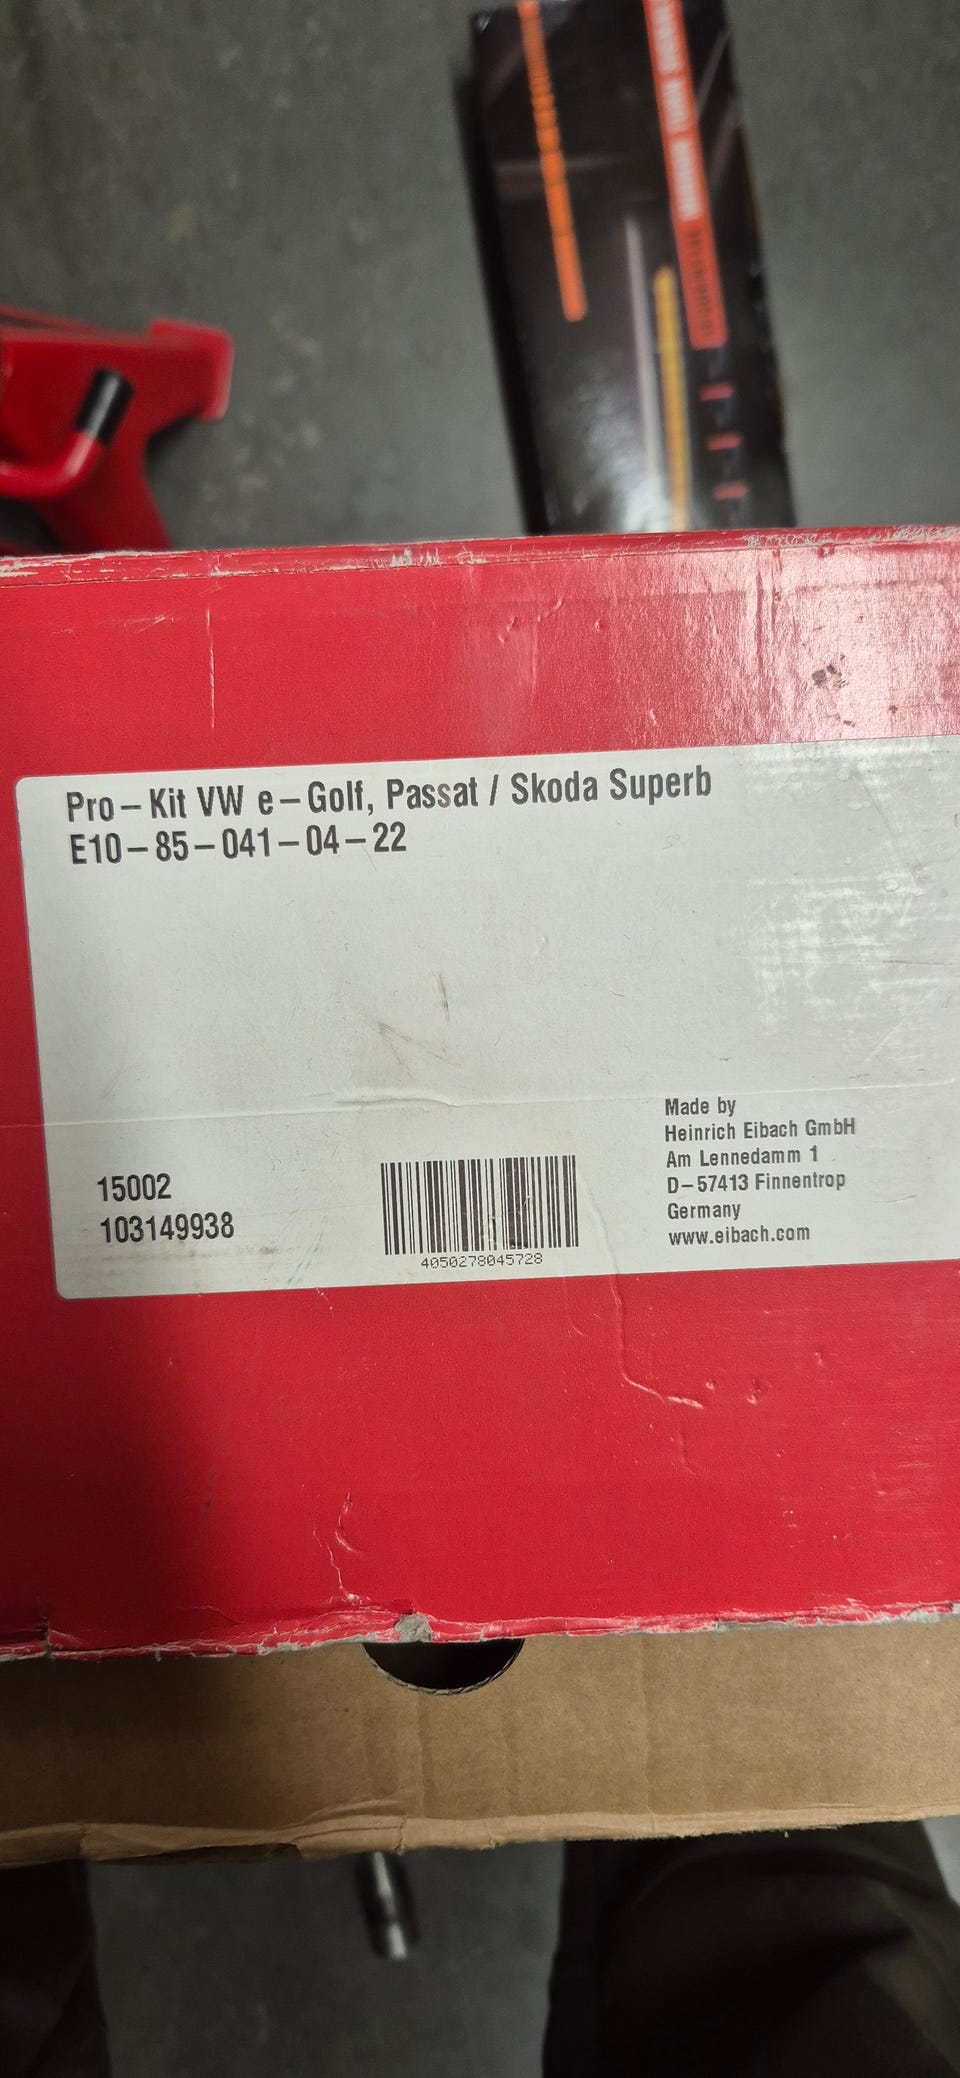 Pro-Kit VW e-Golf, Passat / Skoda Superb
E10-85-041-04-22
15002
103149938
4050278045728
Made by
Heinrich Eibach GmbH
Am Lennedamm 1
D-57413 Finnentrop
Germany
www.eibach.com